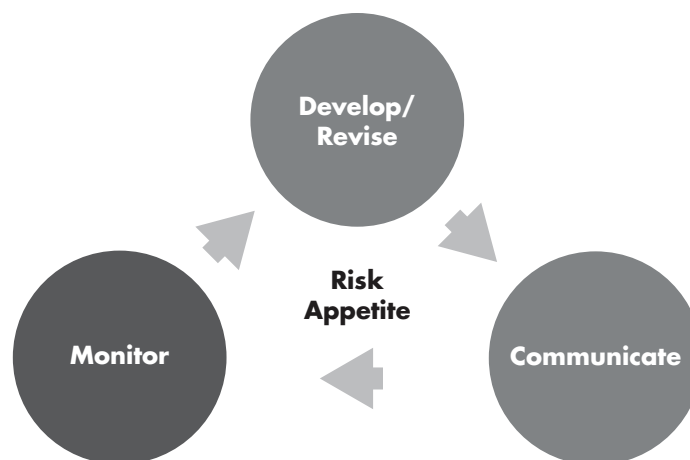 Develop/
Revise
Risk
Appetite
Monitor
Communicate